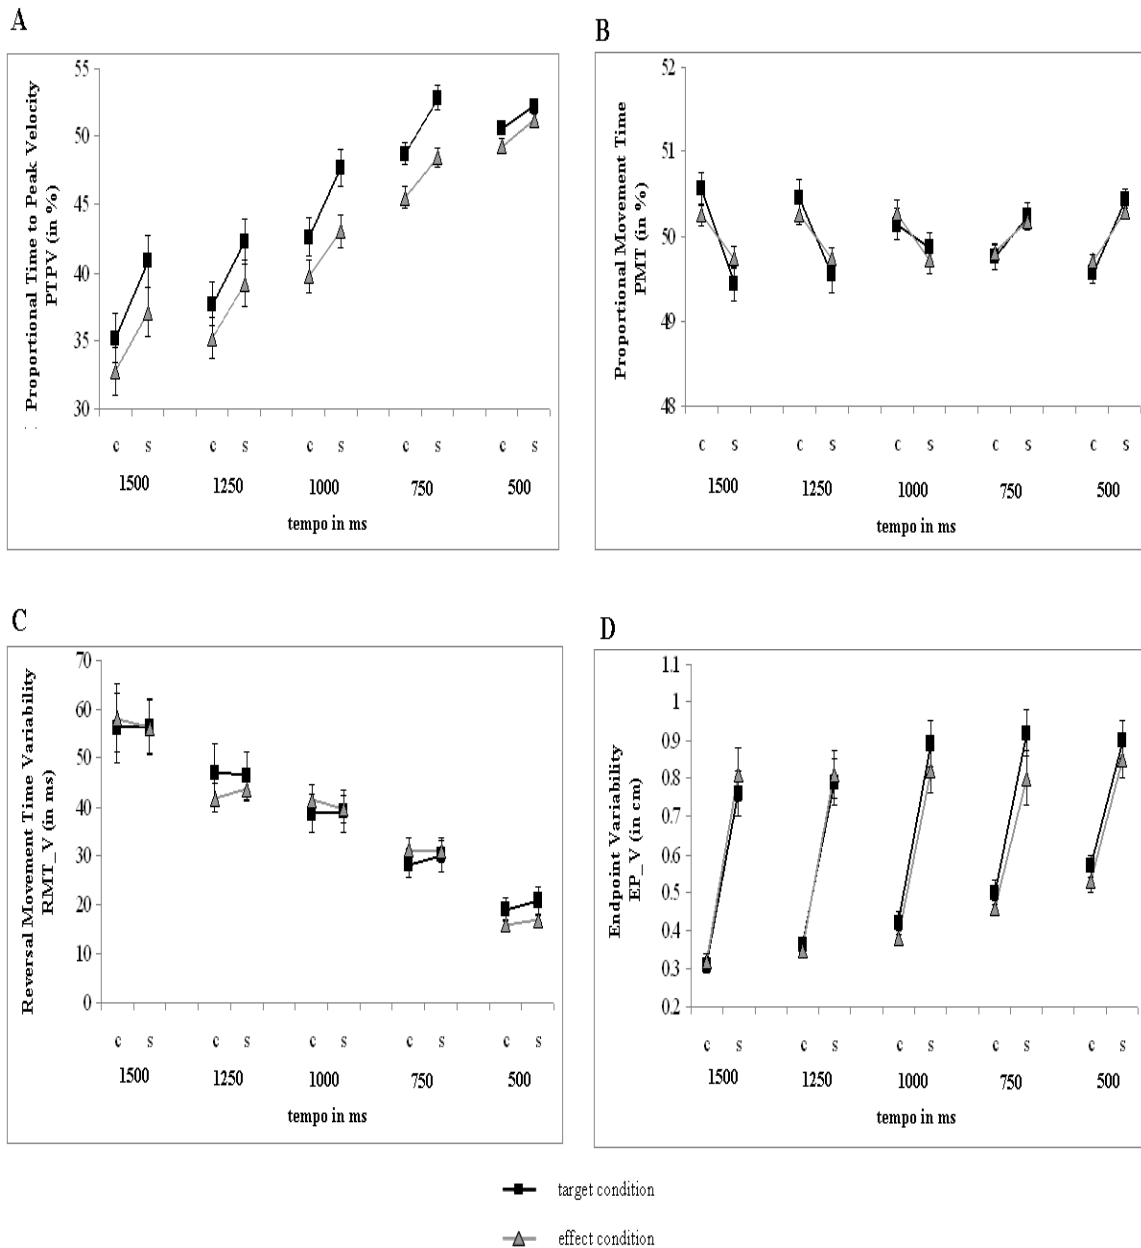 A
Proportional Time to Peak Velocity
PTPV (in %)
55
50
45
40
35
30
c s c s c s c s c s
1500 1250 1000 750 500
tempo in ms
B
Proportional Movement Time
PMT (in %)
52
51
50
49
48
c s c s c s c s c s
1500 1250 1000 750 500
tempo in ms
C
Reversal Movement Time Variability
RMT_V (in ms)
70
60
50
40
30
20
10
0
c s c s c s c s c s
1500 1250 1000 750 500
tempo in ms
D
Endpoint Variability
EP_V (in cm)
1.1
1
0.9
0.8
0.7
0.6
0.5
0.4
0.3
0.2
c s c s c s c s c s
1500 1250 1000 750 500
tempo in ms
target condition
effect condition